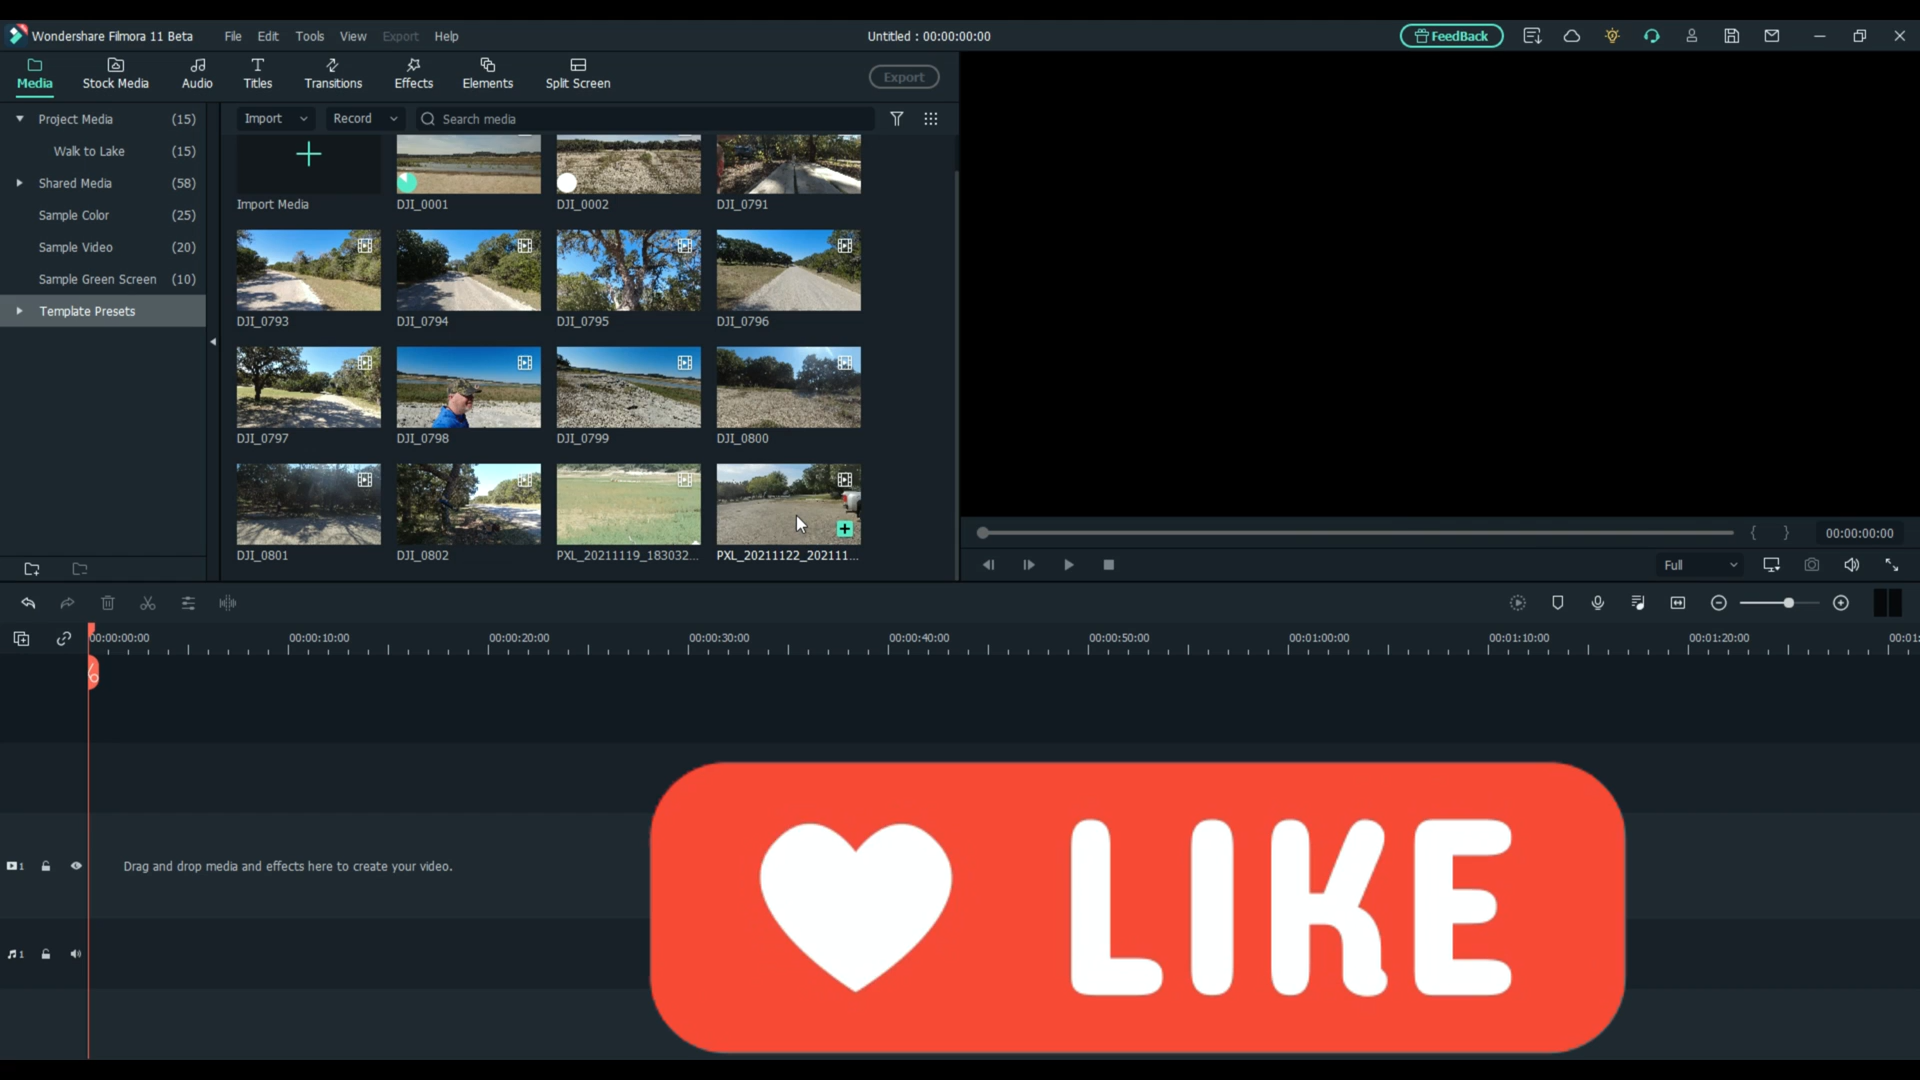 Wondershare Filmora 11 Beta File Edit Tools View Export Help Untitled : 00:00:00:00 FeedBack
Media Stock Media Audio Titles Transitions Effects Elements Split Screen Export
Project Media (15) Import Record Search media
Walk to Lake (15)
Shared Media (58)
Sample Color (25)
Sample Video (20)
Sample Green Screen (10)
Template Presets
Import Media DJI_0001 DJI_0002 DJI_0791
DJI_0793 DJI_0794 DJI_0795 DJI_0796
DJI_0797 DJI_0798 DJI_0799 DJI_0800
DJI_0801 DJI_0802 PXL_20211119_183032... PXL_20211122_202111...
{ } 00:00:00:00
Full
00:00:00:00 00:00:10:00 00:00:20:00 00:00:30:00 00:00:40:00 00:00:50:00 00:01:00:00 00:01:10:00 00:01:20:00 00:01:
1 Drag and drop media and effects here to create your video.
1
LIKE